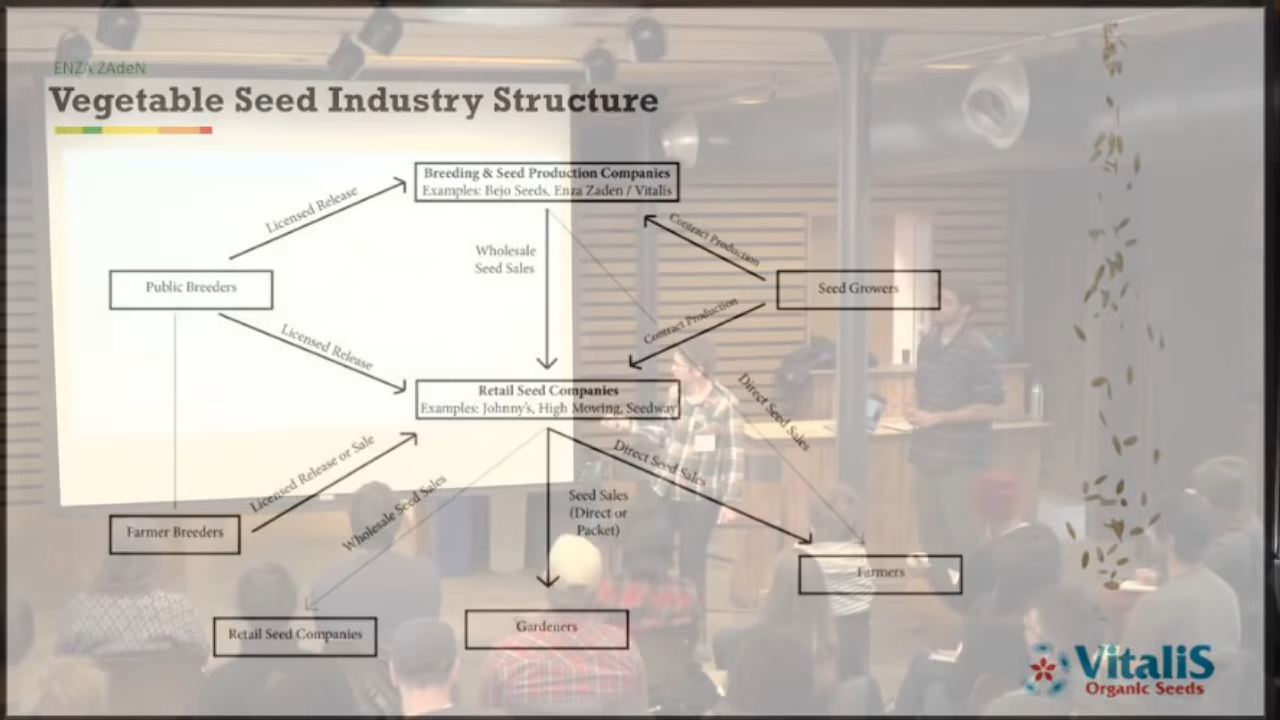 ENZA ZAdeN
Vegetable Seed Industry Structure
Breeding & Seed Production Companies
Examples: Bejo Seeds, Enza Zaden / Vitalis
Licensed Release
Contract Production
Wholesale
Seed Sales
Public Breeders
Seed Growers
Contract Production
Licensed Release
Retail Seed Companies
Examples: Johnny's, High Mowing, Seedway
Direct Seed Sales
Licensed Release or Sale
Direct Seed Sales
Wholesale Seed Sales
Seed Sales
(Direct or
Packet)
Farmer Breeders
Farmers
Retail Seed Companies
Gardeners
VitaliS
Organic Seeds